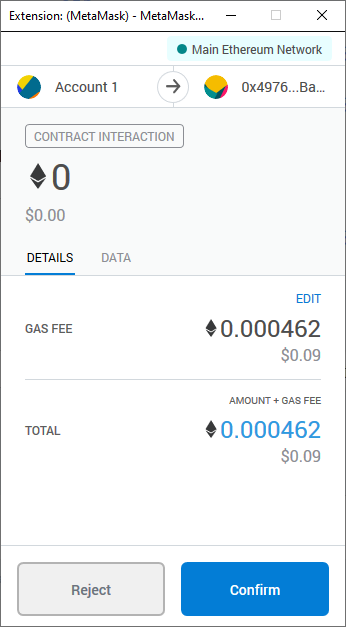 Extension: (MetaMask) - MetaMask...
Main Ethereum Network
Account 1
0x4976...Ba...
CONTRACT INTERACTION
0
$0.00
DETAILS DATA
EDIT
GAS FEE 0.000462
$0.09
AMOUNT + GAS FEE
TOTAL 0.000462
$0.09
Reject Confirm